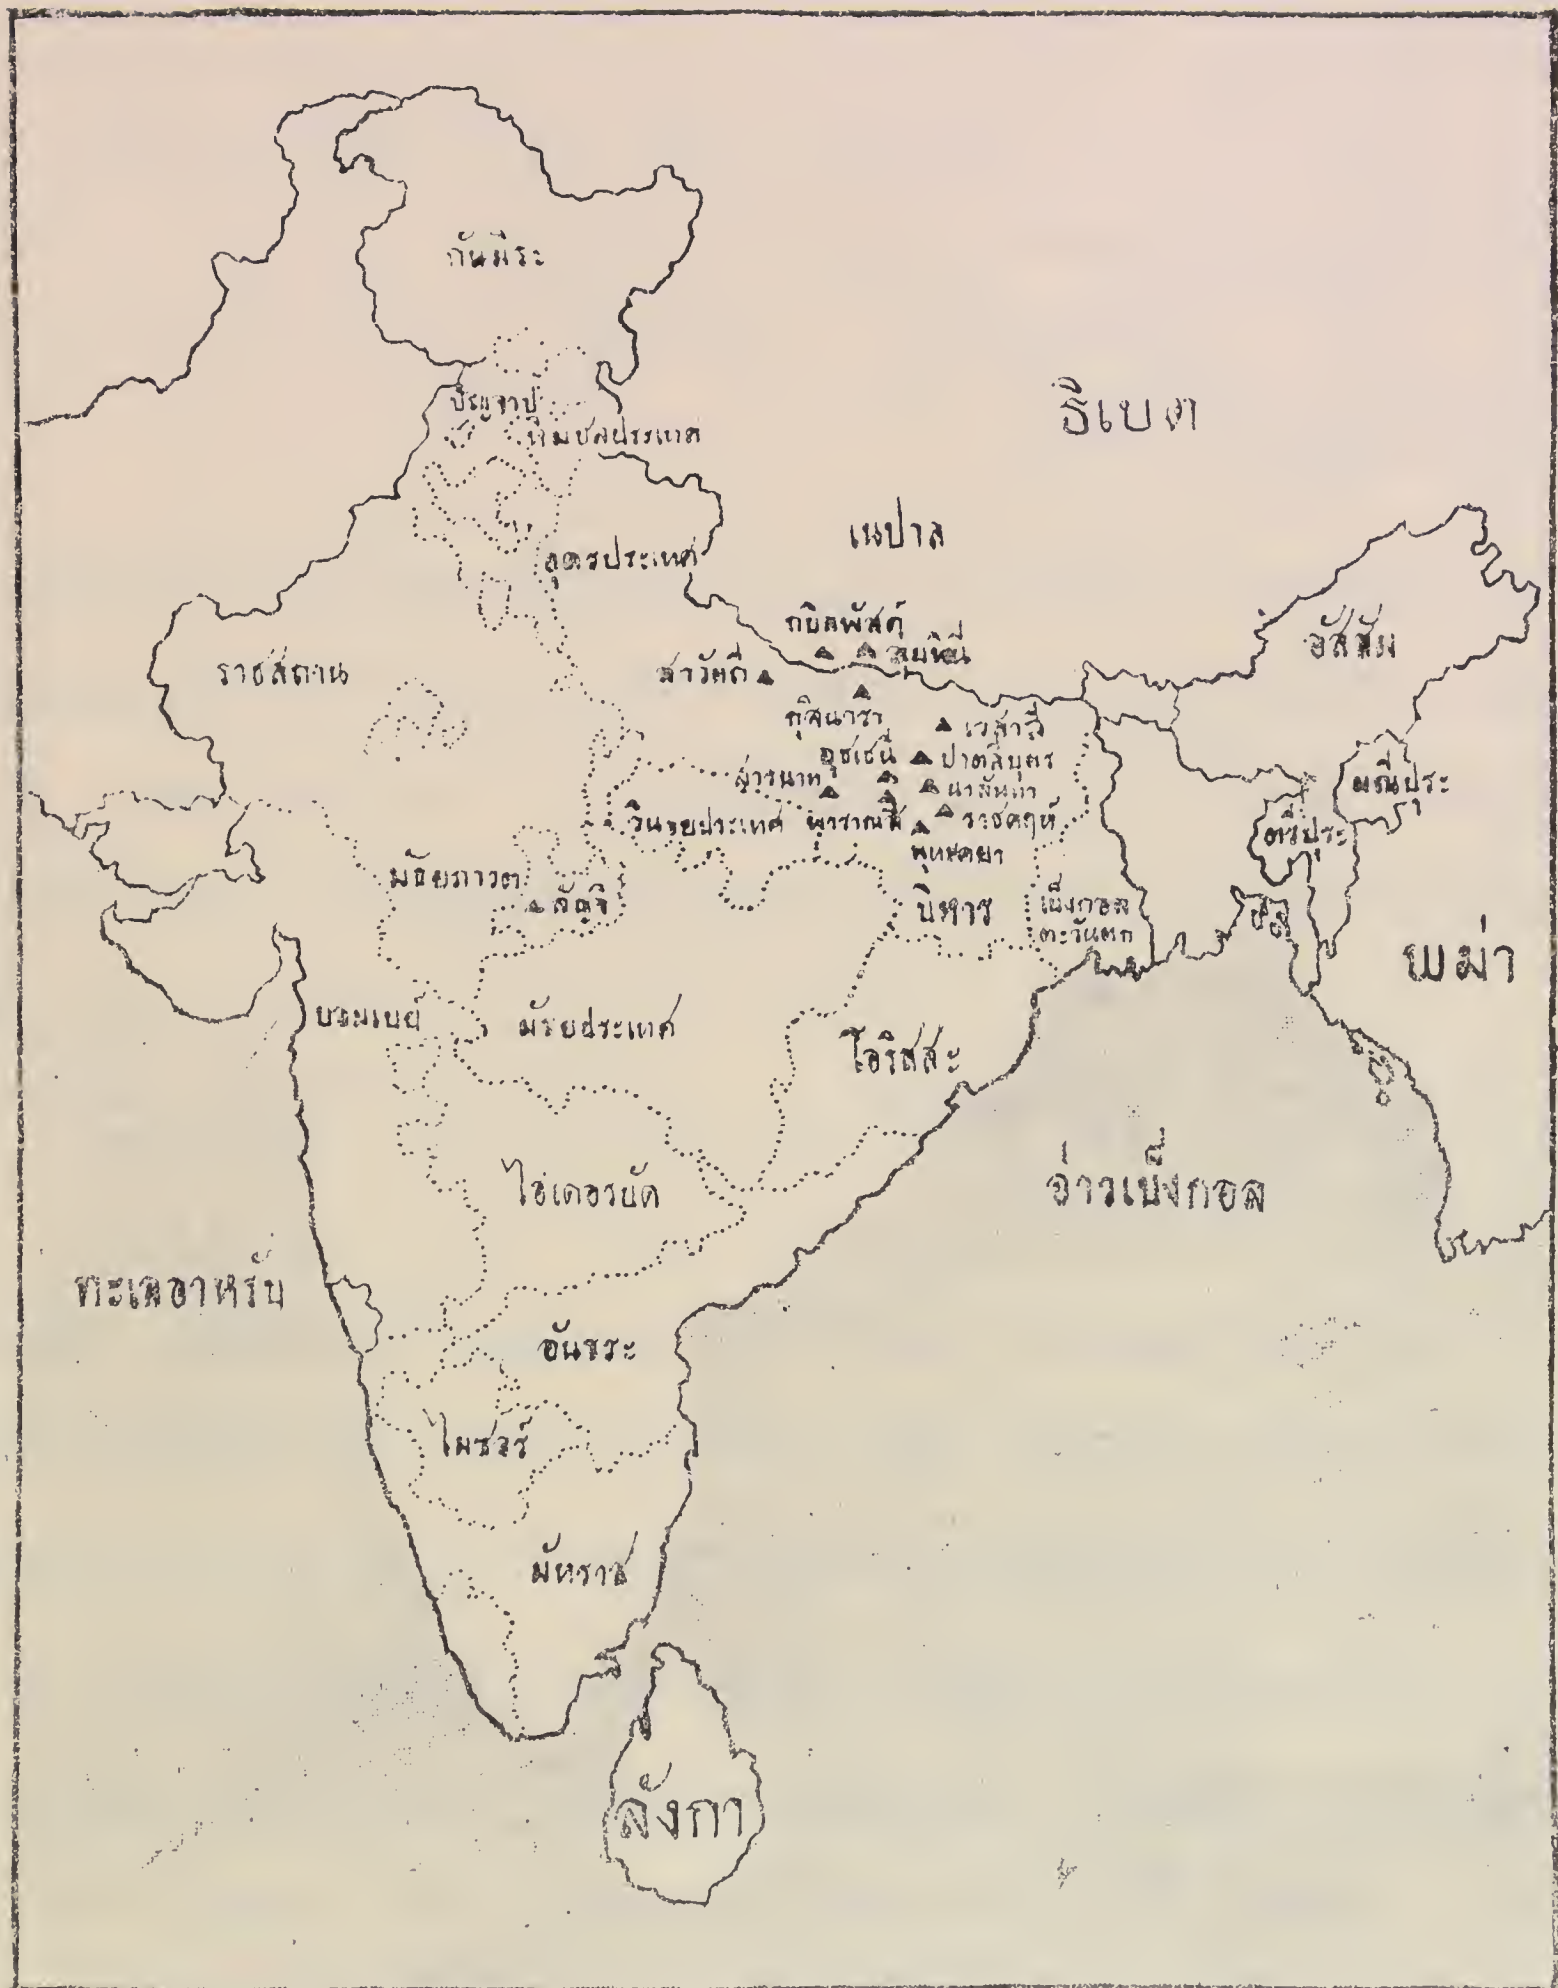 กัษมีระ
ปัญจาป
หิมชลประเทศ
ธิเบต
เนปาล
อุตรประเทศ
กบิลพัสดุ์
ลุมพินี
สาวัตถี
ราชสถาน
อัสสัม
กุสินารา
เวสาลี
อุชเชนี
ปาตลีบุตร
สารนาท
นาลันทา
มณีปุระ
วินธยประเทศ
พาราณสี
ราชคฤห์
ตรีปุระ
พุทธคยา
มัธยภารต
สัญจิ
บิหาร
เบ็งกอล
ตะวันตก
พม่า
บอมเบย์
มัธยประเทศ
โอริสสะ
ไฮเดอรบัด
อ่าวเบ็งกอล
ทะเลอาหรับ
อันธระ
ไมซอร์
มัทราส
ลังกา